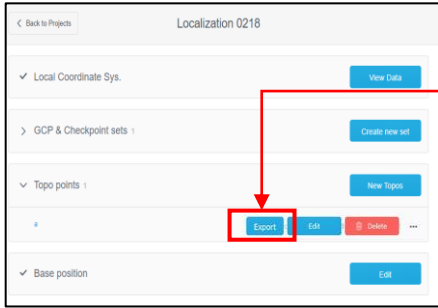 Back to Projects
Localization 0218
Local Coordinate Sys.
View Data
GCP & Checkpoint sets 1
Create new set
Topo points 1
New Topos
Export
Edit
Delete
Base position
Edit